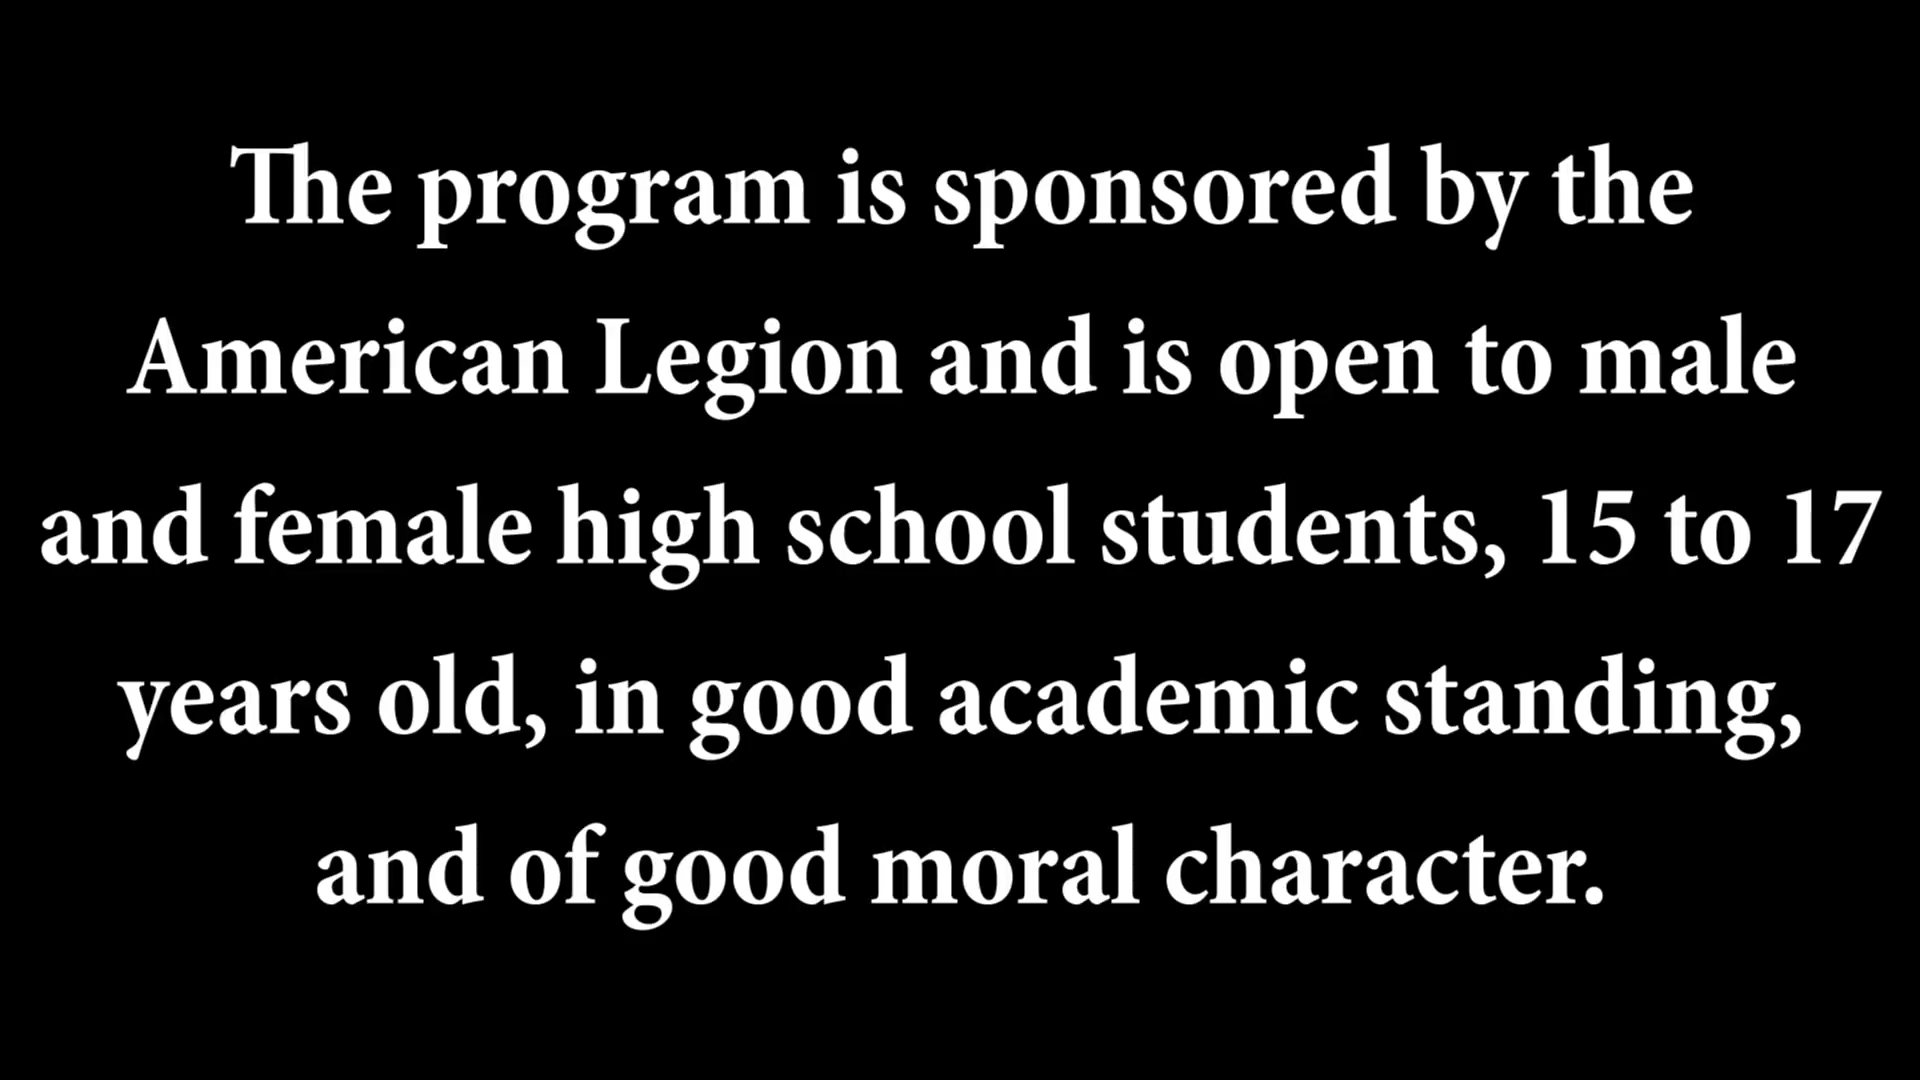 The program is sponsored by the
American Legion and is open to male
and female high school students, 15 to 17
years old, in good academic standing,
and of good moral character.